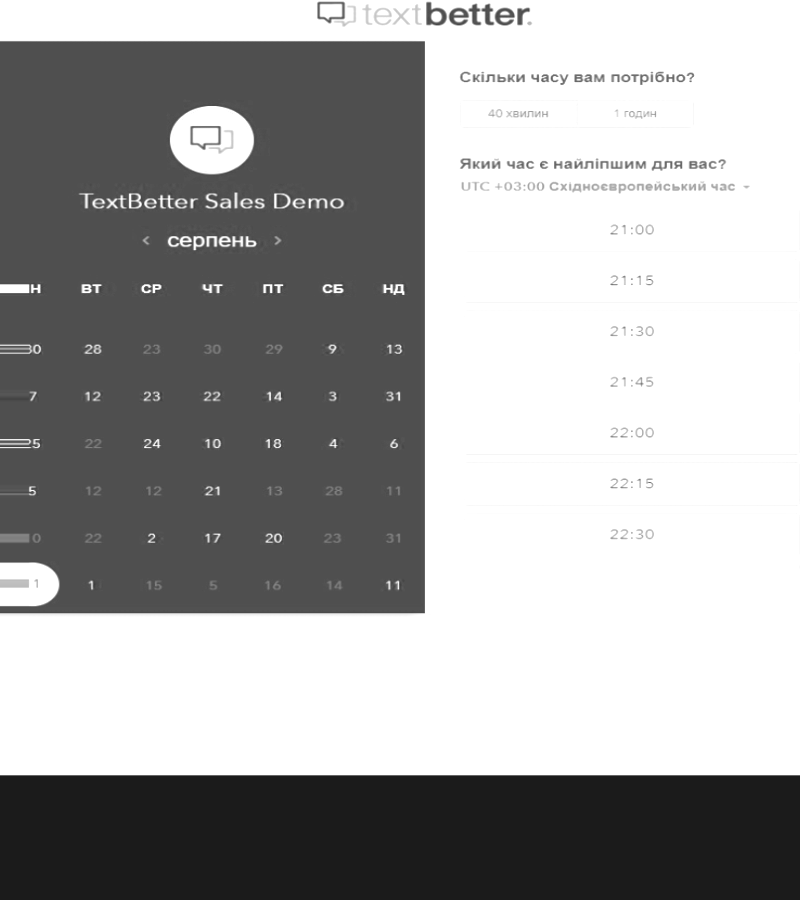 textbetter.
TextBetter Sales Demo
серпень
Н ВТ СР ЧТ ПТ СБ НД
0 28 23 30 29 9 13
7 12 23 22 14 3 31
5 22 24 10 18 4 6
5 12 12 21 13 28 11
0 22 2 17 20 23 31
1 1 15 5 16 14 11
Скільки часу вам потрібно?
40 хвилин 1 годин
Який час є найліпшим для вас?
UTC +03:00 Східноєвропейський час
21:00
21:15
21:30
21:45
22:00
22:15
22:30